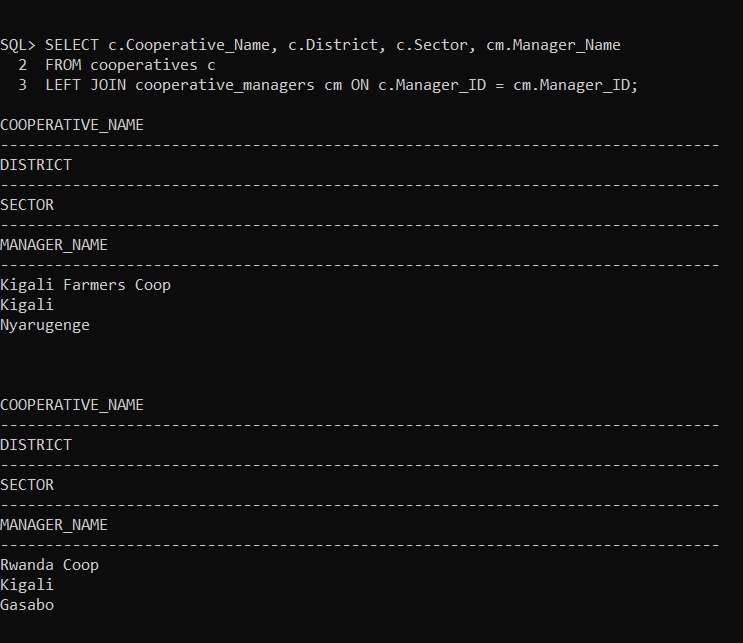 SQL> SELECT c.Cooperative_Name, c.District, c.Sector, cm.Manager_Name
  2  FROM cooperatives c
  3  LEFT JOIN cooperative_managers cm ON c.Manager_ID = cm.Manager_ID;
COOPERATIVE_NAME
--------------------------------------------------------------------------------
DISTRICT
--------------------------------------------------------------------------------
SECTOR
--------------------------------------------------------------------------------
MANAGER_NAME
--------------------------------------------------------------------------------
Kigali Farmers Coop
Kigali
Nyarugenge
COOPERATIVE_NAME
--------------------------------------------------------------------------------
DISTRICT
--------------------------------------------------------------------------------
SECTOR
--------------------------------------------------------------------------------
MANAGER_NAME
--------------------------------------------------------------------------------
Rwanda Coop
Kigali
Gasabo